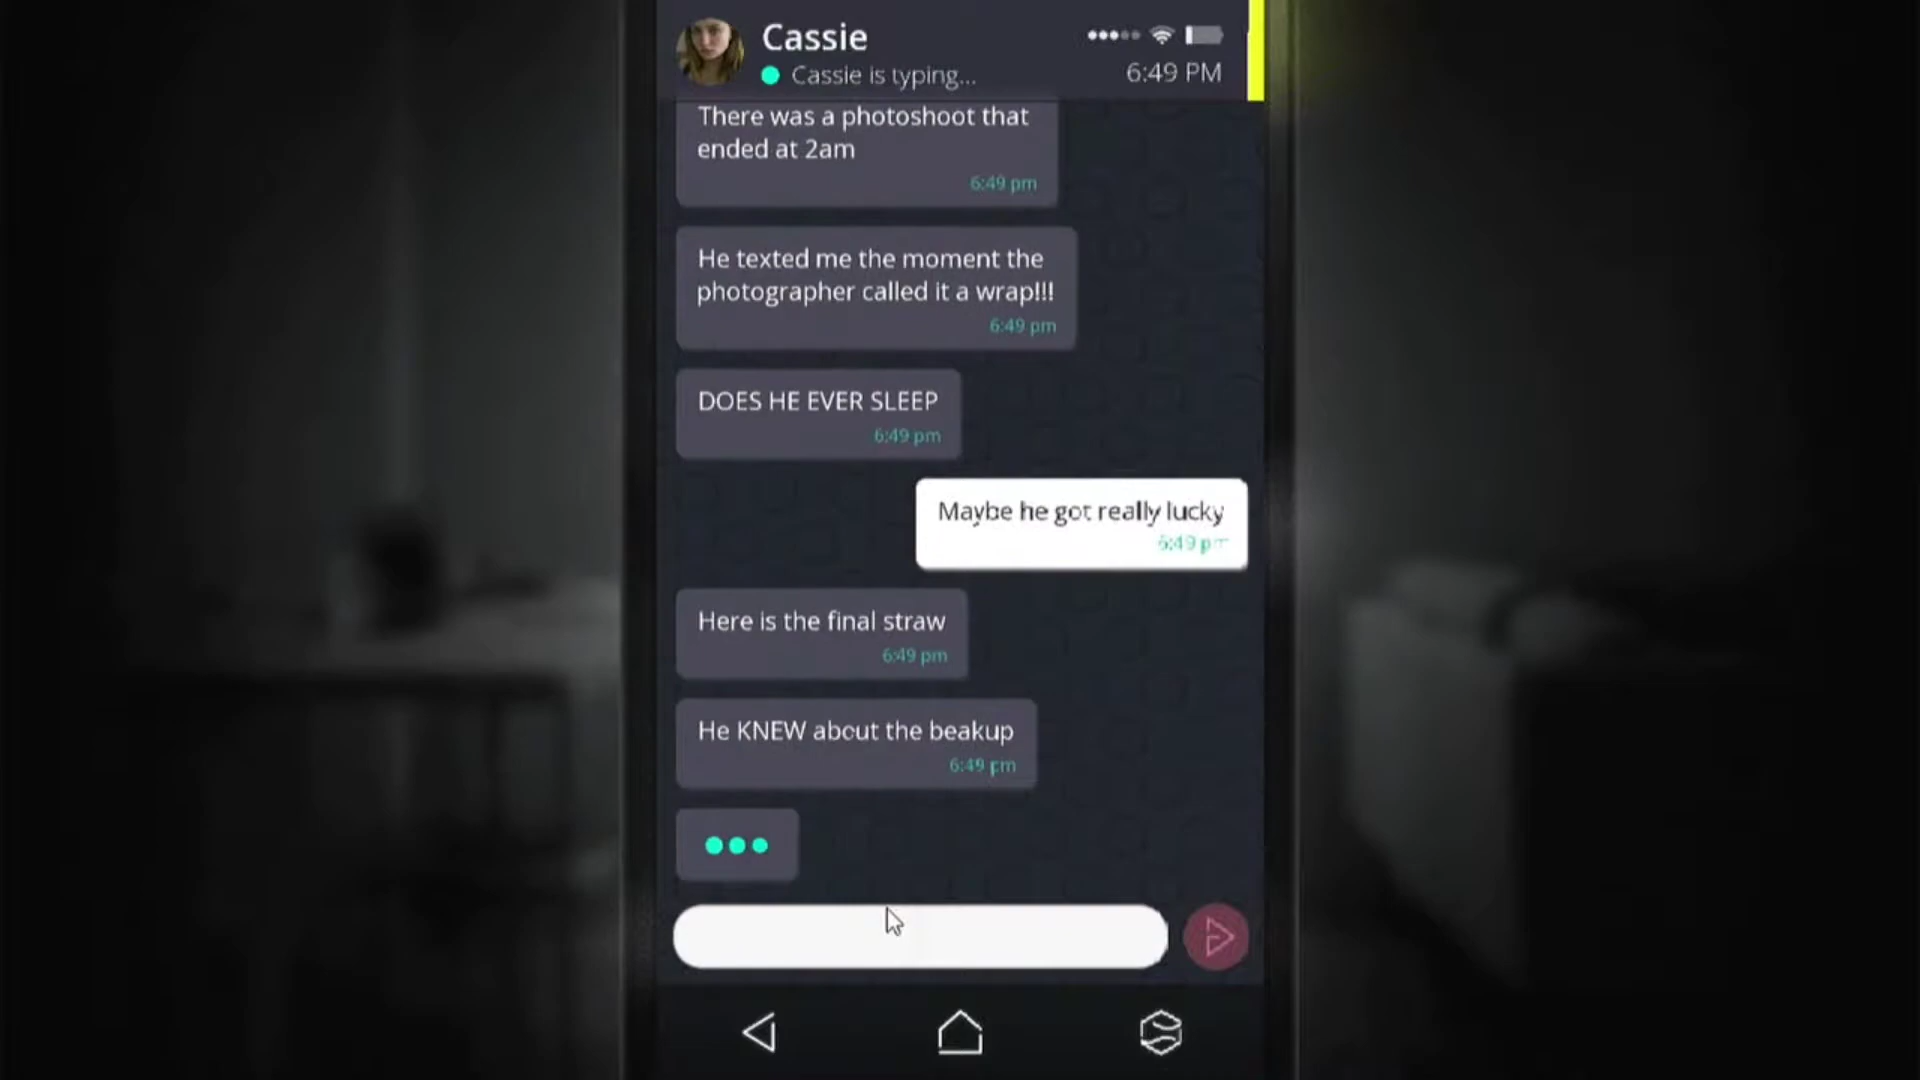 Cassie
Cassie is typing...
6:49 PM
There was a photoshoot that
ended at 2am
6:49 pm
He texted me the moment the
photographer called it a wrap!!!
6:49 pm
DOES HE EVER SLEEP
6:49 pm
Maybe he got really lucky
6:49 pm
Here is the final straw
6:49 pm
He KNEW about the beakup
6:49 pm